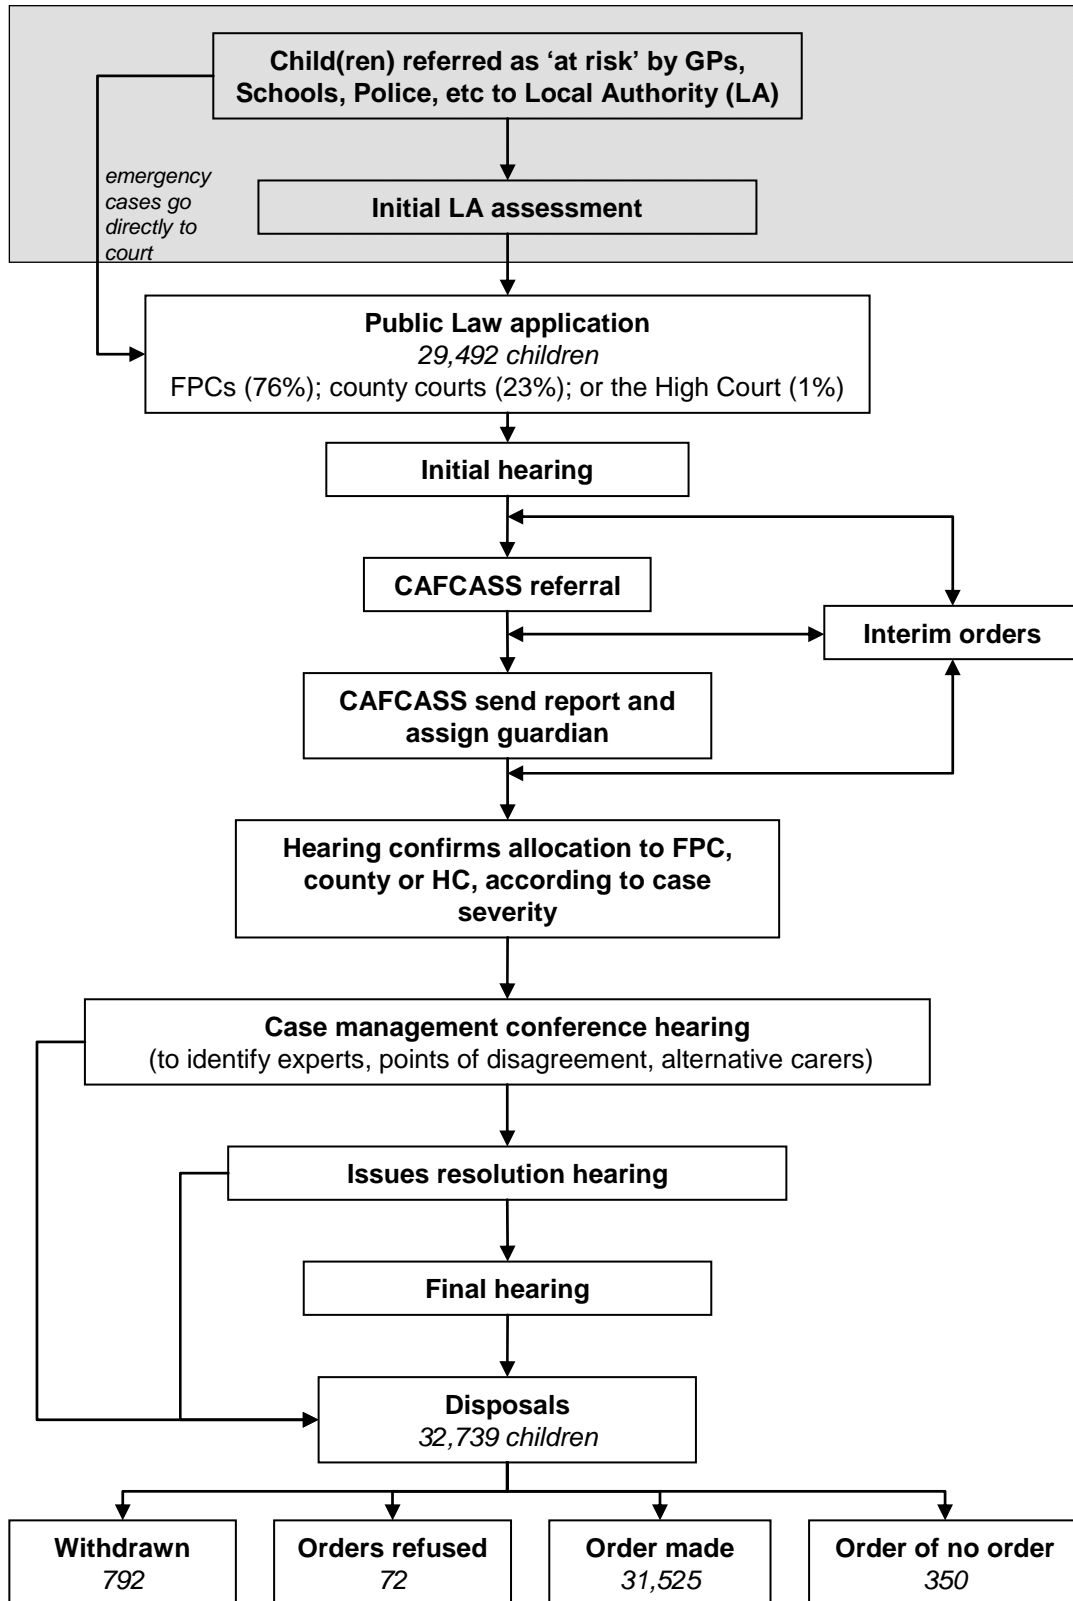 Child(ren) referred as ‘at risk’ by GPs,
Schools, Police, etc to Local Authority (LA)
emergency
cases go
directly to
court
Initial LA assessment
Public Law application
29,492 children
FPCs (76%); county courts (23%); or the High Court (1%)
Initial hearing
CAFCASS referral
Interim orders
CAFCASS send report and
assign guardian
Hearing confirms allocation to FPC,
county or HC, according to case
severity
Case management conference hearing
(to identify experts, points of disagreement, alternative carers)
Issues resolution hearing
Final hearing
Disposals
32,739 children
Withdrawn
792
Orders refused
72
Order made
31,525
Order of no order
350